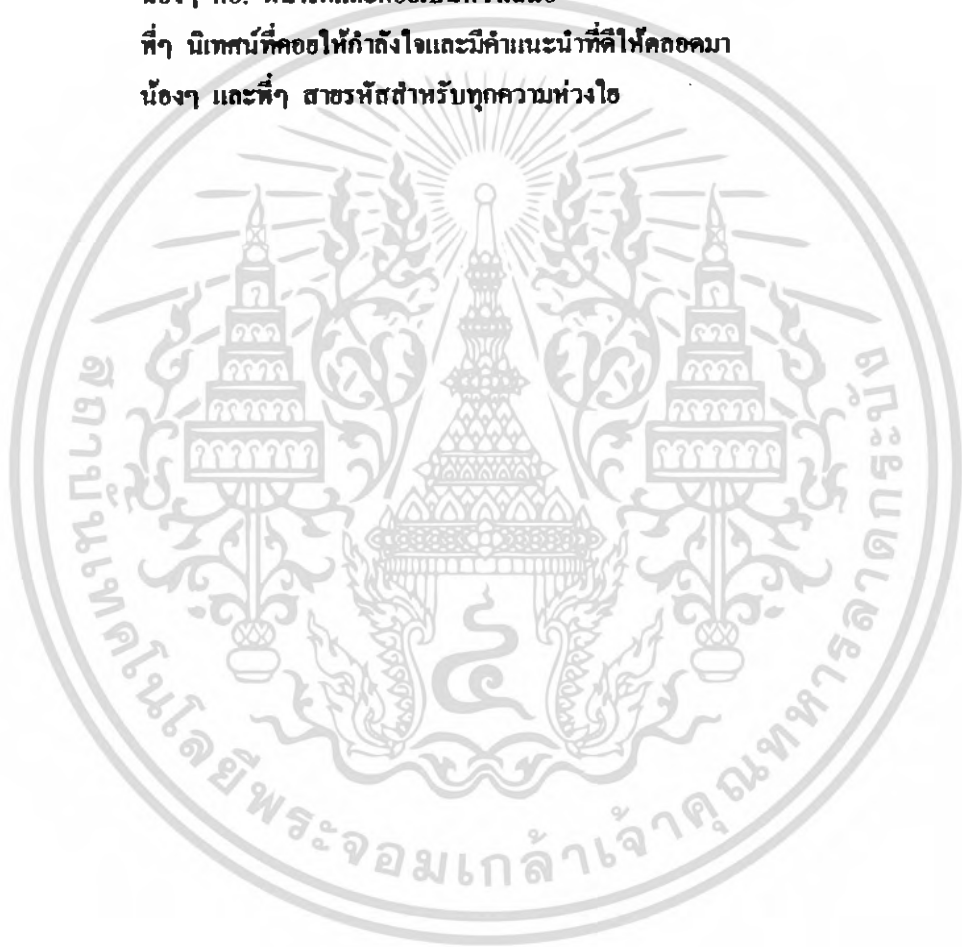 น้องๆ
พี่ๆ นิเทศน์ที่คอยให้กำลังใจและมีคำแนะนำที่ดีให้ตลอดมา
น้องๆ และพี่ๆ สายรหัสสำหรับทุกความห่วงใย
สถาบันเทคโนโลยีพระจอมเกล้าเจ้าคุณทหารลาดกระบัง
๔